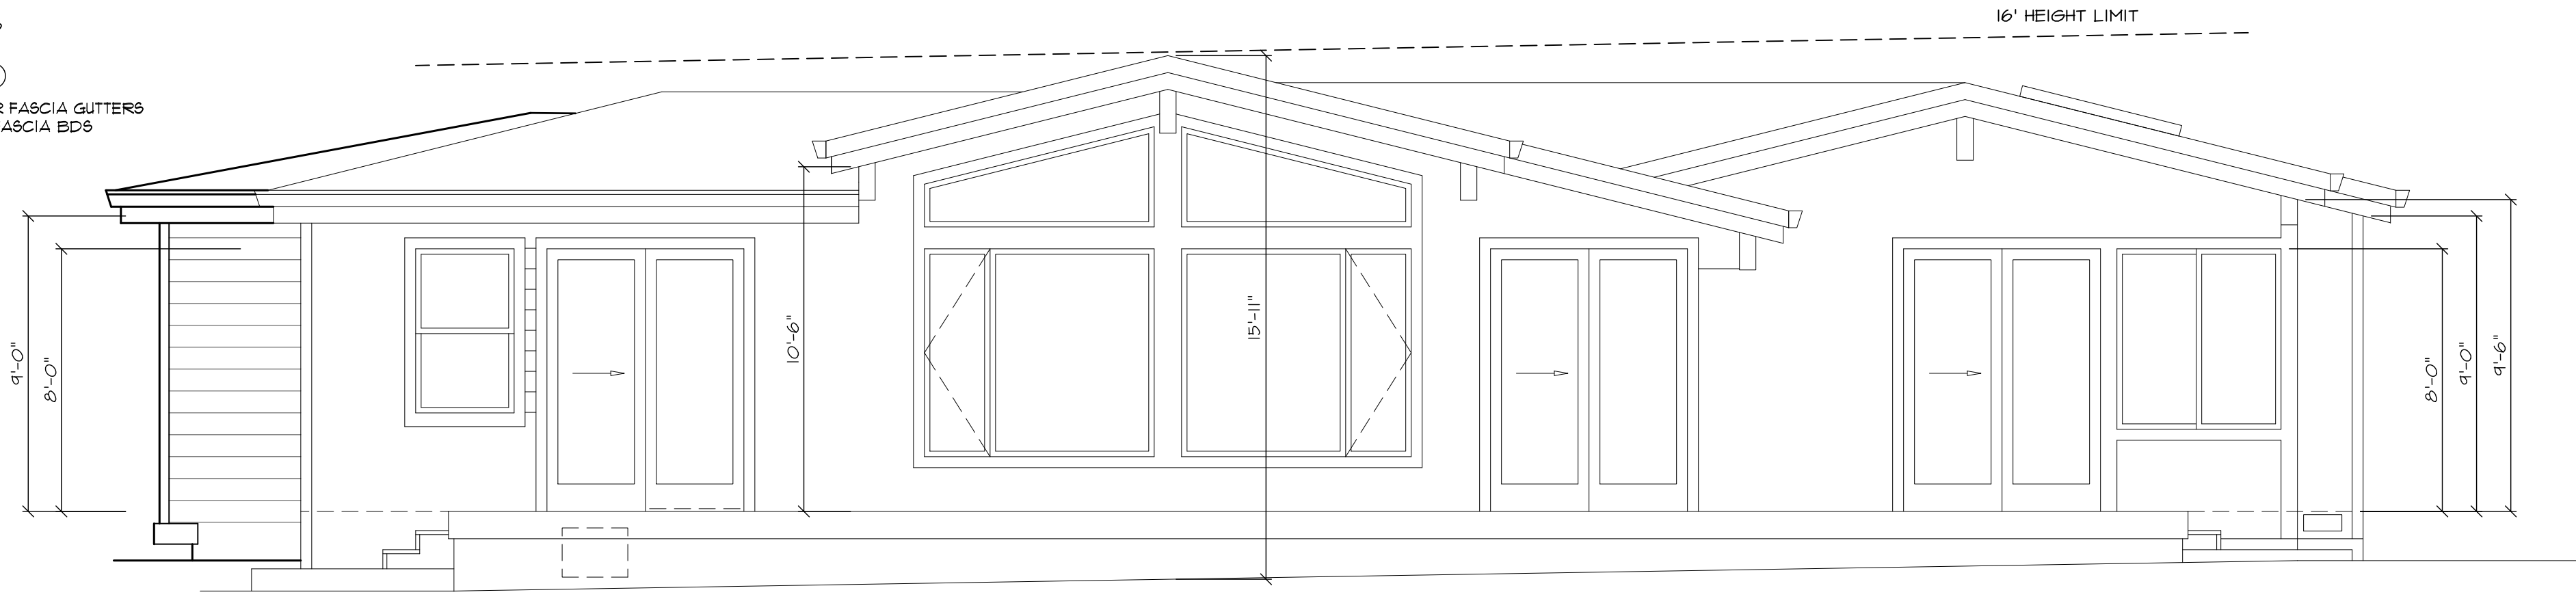 16' HEIGHT LIMIT
FASCIA GUTTERS
FASCIA BDS
9'-0"
8'-0"
10'-6"
15'-11"
8'-0"
9'-0"
9'-6"